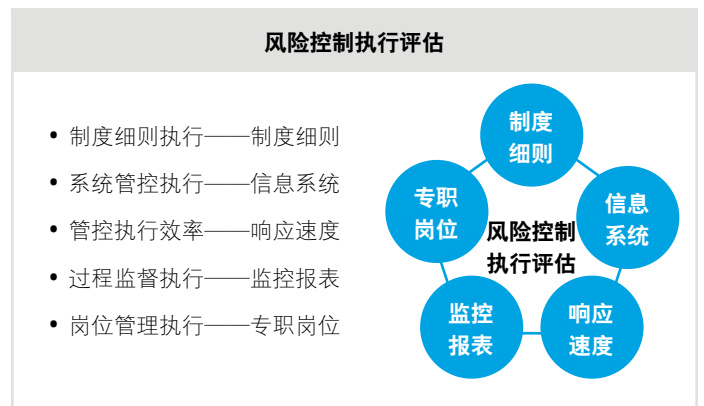 风险控制执行评估
• 制度细则执行——制度细则
• 系统管控执行——信息系统
• 管控执行效率——响应速度
• 过程监督执行——监控报表
• 岗位管理执行——专职岗位
制度
细则
信息
系统
响应
速度
监控
报表
专职
岗位
风险控制
执行评估